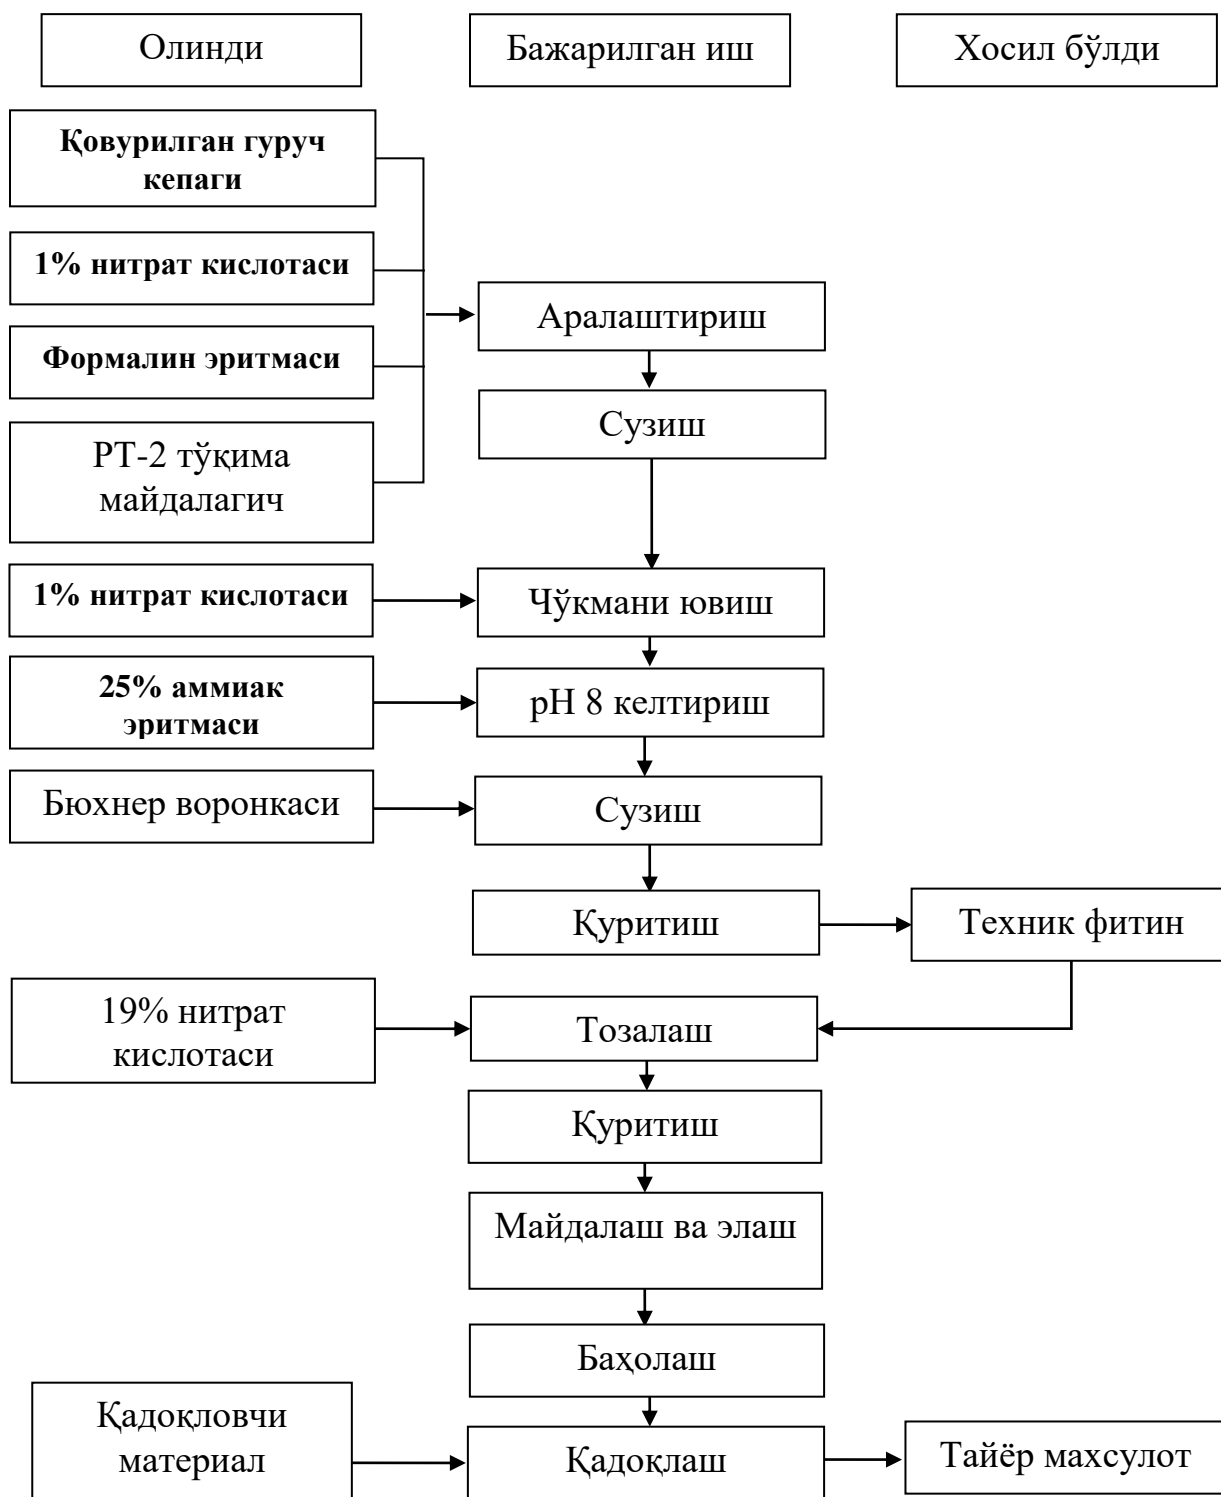 Олинди
Бажарилган иш
Хосил бўлди
Қовурилган гуруч
кепаги
1% нитрат кислотаси
Аралаштириш
Формалин эритмаси
Сузиш
РТ-2 тўқима
майдалагич
1% нитрат кислотаси
Чўкмани ювиш
25% аммиак
эритмаси
рН 8 келтириш
Бюхнер воронкаси
Сузиш
Қуритиш
Техник фитин
19% нитрат
кислотаси
Тозалаш
Қуритиш
Майдалаш ва элаш
Баҳолаш
Қадоқловчи
материал
Қадоқлаш
Тайёр махсулот